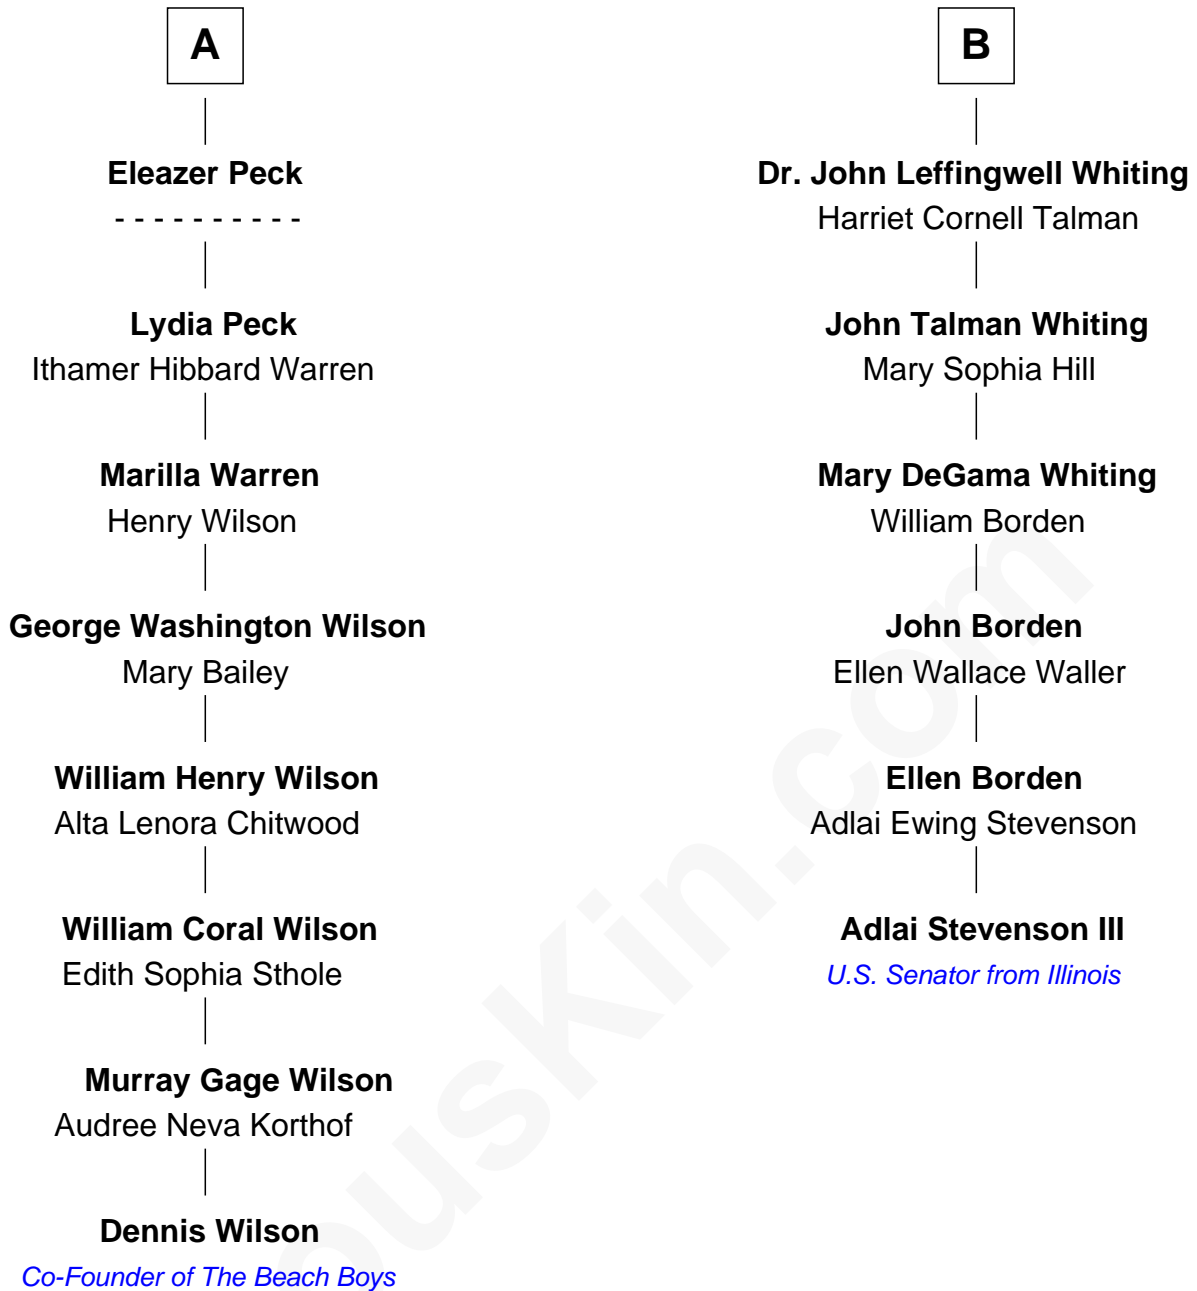 A
Eleazer Peck
- - - - - - - - - -
Lydia Peck
Ithamer Hibbard Warren
Marilla Warren
Henry Wilson
George Washington Wilson
Mary Bailey
William Henry Wilson
Alta Lenora Chitwood
William Coral Wilson
Edith Sophia Sthole
Murray Gage Wilson
Audree Neva Korthof
Dennis Wilson
Co-Founder of The Beach Boys
B
Dr. John Leffingwell Whiting
Harriet Cornell Talman
John Talman Whiting
Mary Sophia Hill
Mary DeGama Whiting
William Borden
John Borden
Ellen Wallace Waller
Ellen Borden
Adlai Ewing Stevenson
Adlai Stevenson III
U.S. Senator from Illinois
ousKin.com